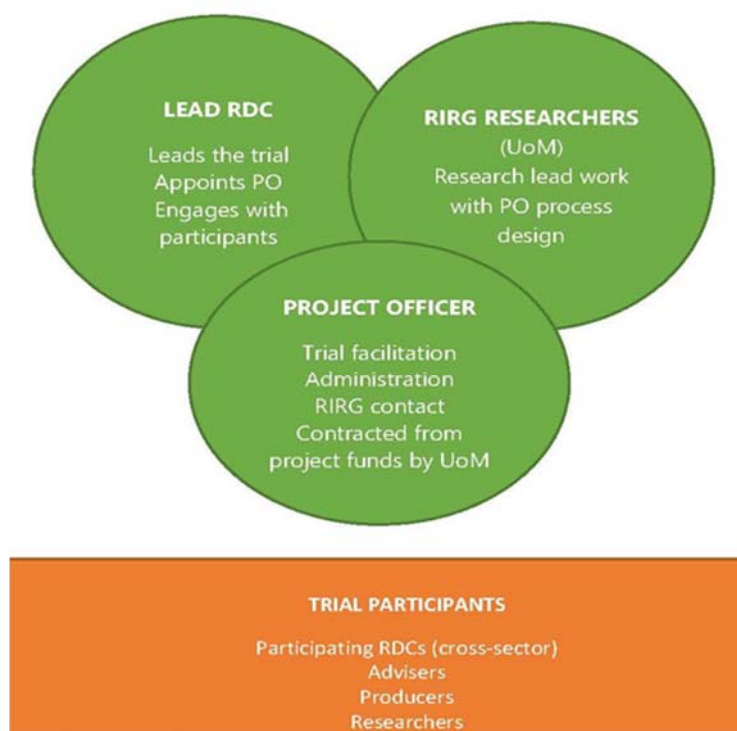 LEAD RDC
Leads the trial
Appoints PO
Engages with
participants
RIRG RESEARCHERS
(UoM)
Research lead work
with PO process
design
PROJECT OFFICER
Trial facilitation
Administration
RIRG contact
Contracted from
project funds by UoM
TRIAL PARTICIPANTS
Participating RDCs (cross-sector)
Advisers
Producers
Researchers